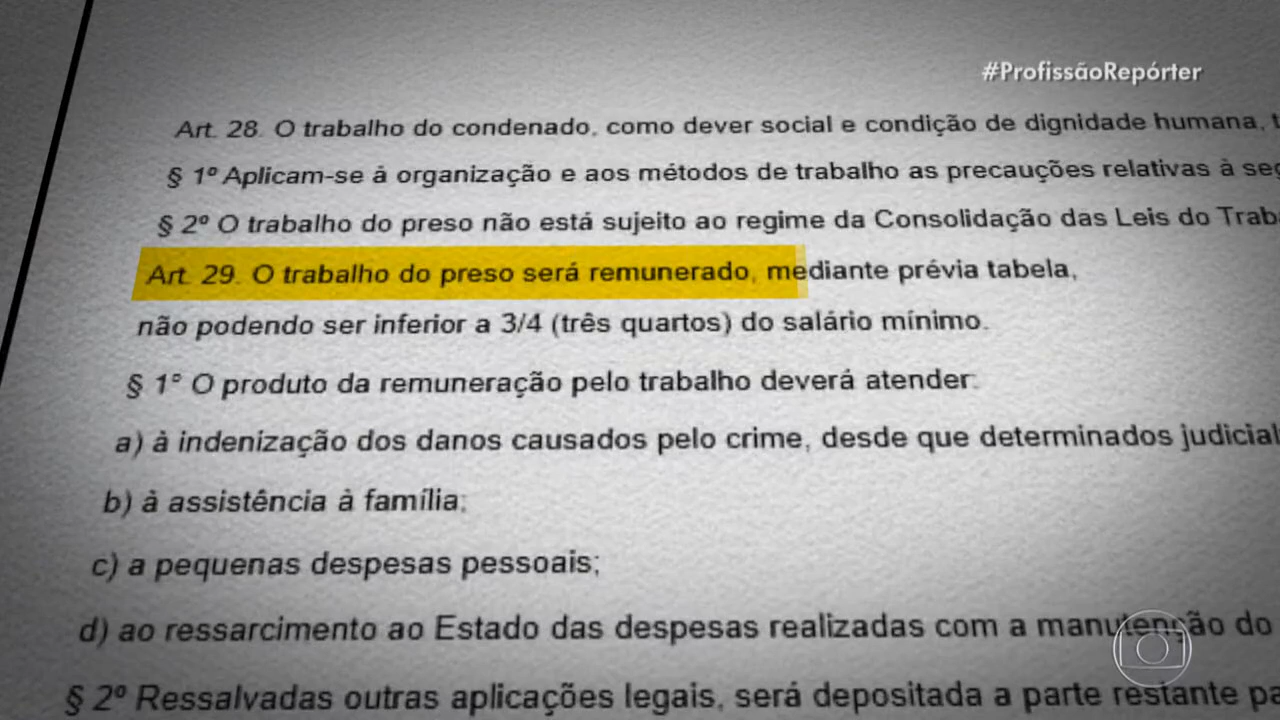 #ProfissãoRepórter
Art. 28. O trabalho do condenado, como dever social e condição de dignidade humana,
§ 1º Aplicam-se à organização e aos métodos de trabalho as precauções relativas à
§ 2º O trabalho do preso não está sujeito ao regime da Consolidação das Leis do
Art. 29. O trabalho do preso será remunerado, mediante prévia tabela,
não podendo ser inferior a 3/4 (três quartos) do salário mínimo.
§ 1° O produto da remuneração pelo trabalho deverá atender:
a) à indenização dos danos causados pelo crime, desde que determinados
b) à assistência à família;
c) a pequenas despesas pessoais;
d) ao ressarcimento ao Estado das despesas realizadas com a manutenção do
§ 2º Ressalvadas outras aplicações legais, será depositada a parte restante